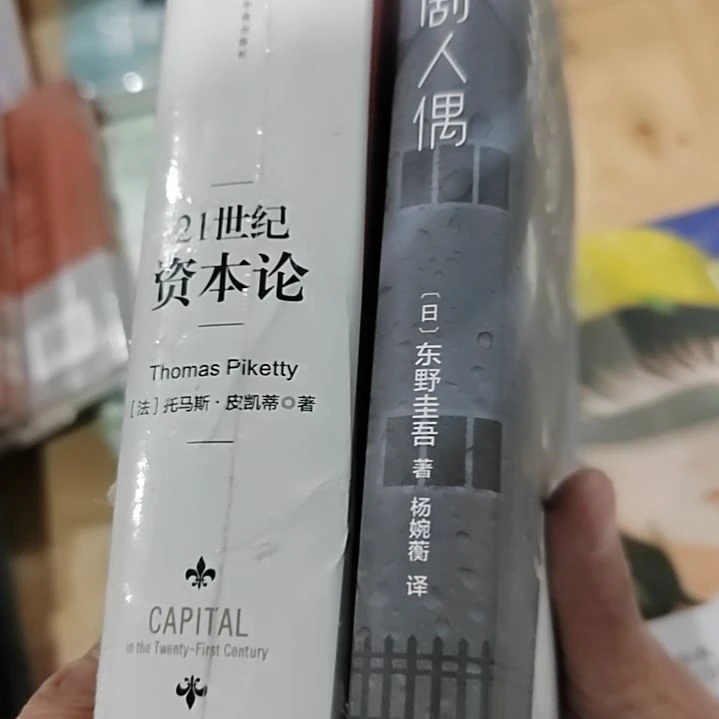 21世纪
资本论
Thomas Piketty
[法]托马斯·皮凯蒂◎著
CAPITAL
in the Twenty-First Century
剧人偶
〔日〕东野圭吾 著 杨婉蘅 译